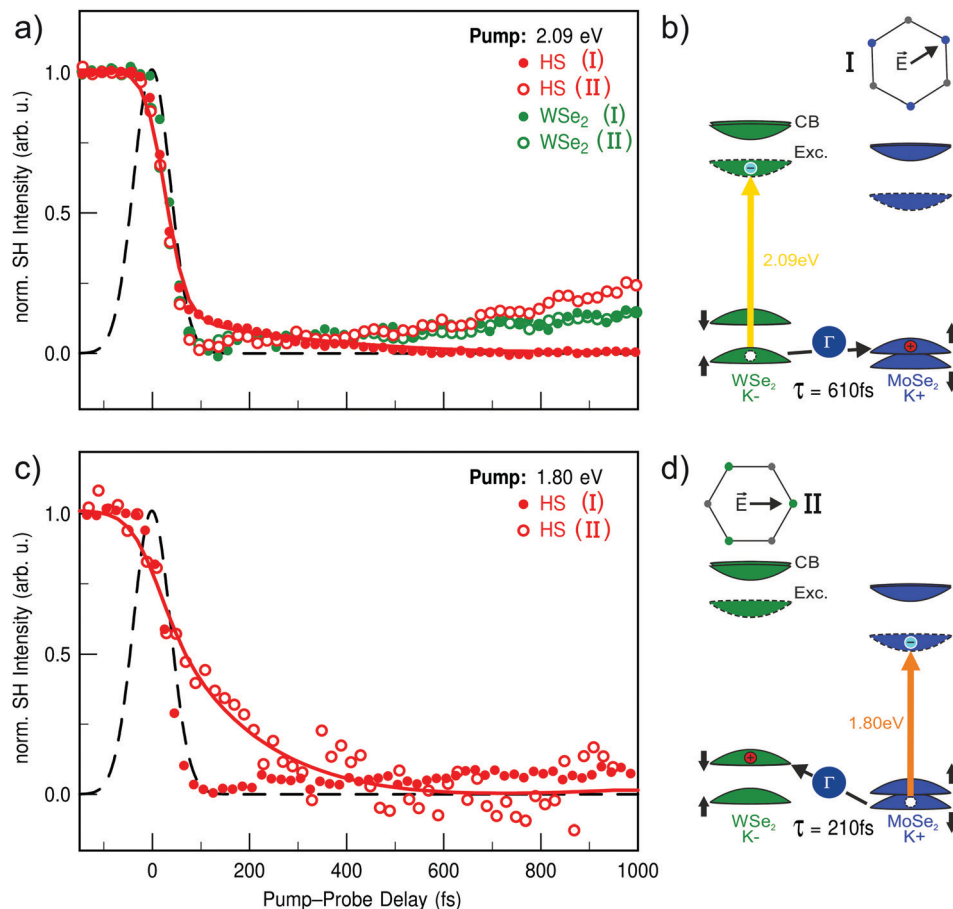 a)
Pump: 2.09 eV
HS (I)
HS (II)
WSe₂ (I)
WSe₂ (II)
norm. SH Intensity (arb. u.)
1.0
0.5
0.0
b)
I
E
CB
Exc.
−
2.09eV
Γ
+
WSe₂
K-
τ = 610fs
MoSe₂
K+
c)
Pump: 1.80 eV
HS (I)
HS (II)
norm. SH Intensity (arb. u.)
1.0
0.5
0.0
0 200 400 600 800 1000
Pump–Probe Delay (fs)
d)
E
II
CB
Exc.
−
1.80eV
+
Γ
WSe₂
K-
τ = 210fs
MoSe₂
K+